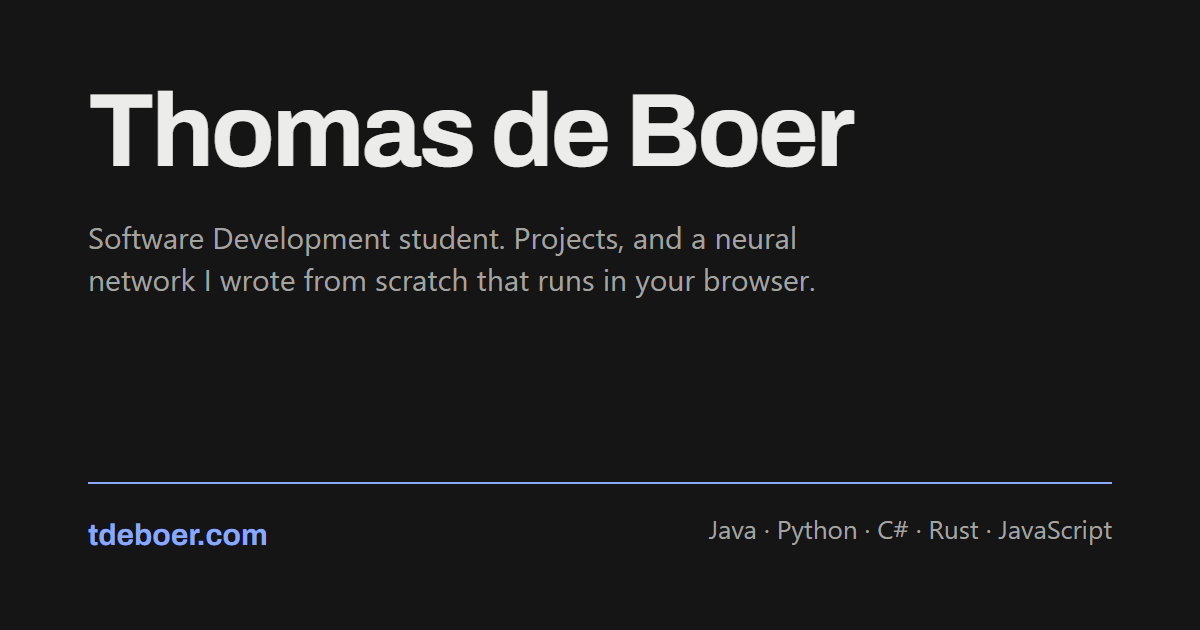 Thomas de Boer
Software Development student. Projects, and a neural
network I wrote from scratch that runs in your browser.
tdeboer.com
Java · Python · C# · Rust · JavaScript